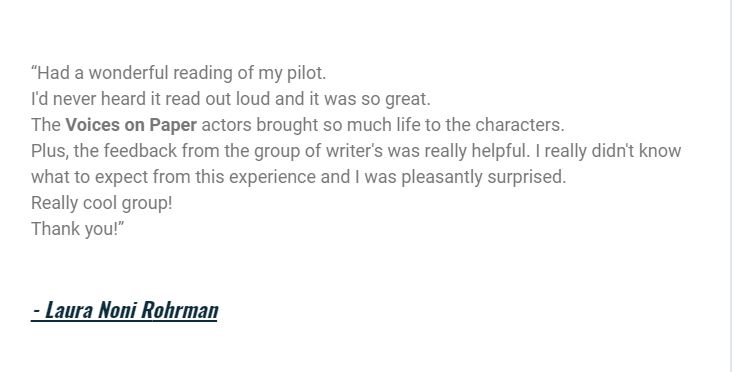 “Had a wonderful reading of my pilot.
I'd never heard it read out loud and it was so great.
The Voices on Paper actors brought so much life to the characters.
Plus, the feedback from the group of writer's was really helpful. I really didn't know
what to expect from this experience and I was pleasantly surprised.
Really cool group!
Thank you!”
- Laura Noni Rohrman